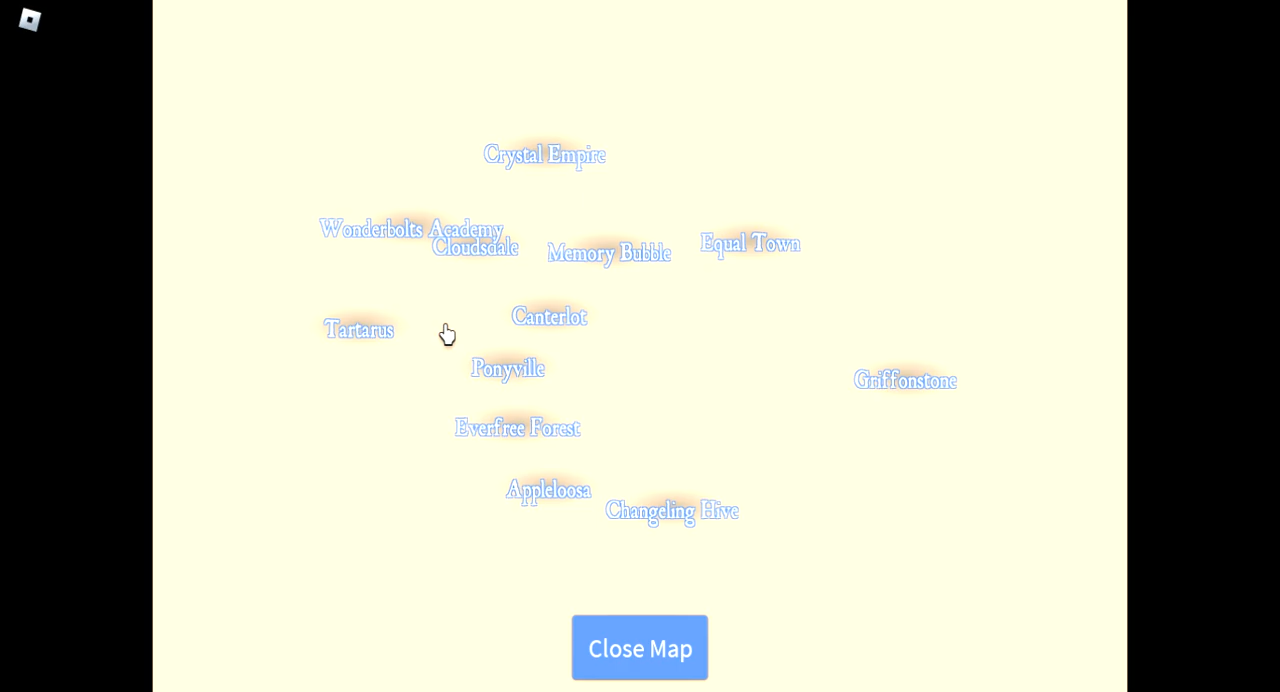 Crystal Empire
Wonderbolts Academy
Cloudsdale
Memory Bubble
Equal Town
Canterlot
Tartarus
Ponyville
Griffonstone
Everfree Forest
Appleloosa
Changeling Hive
Close Map